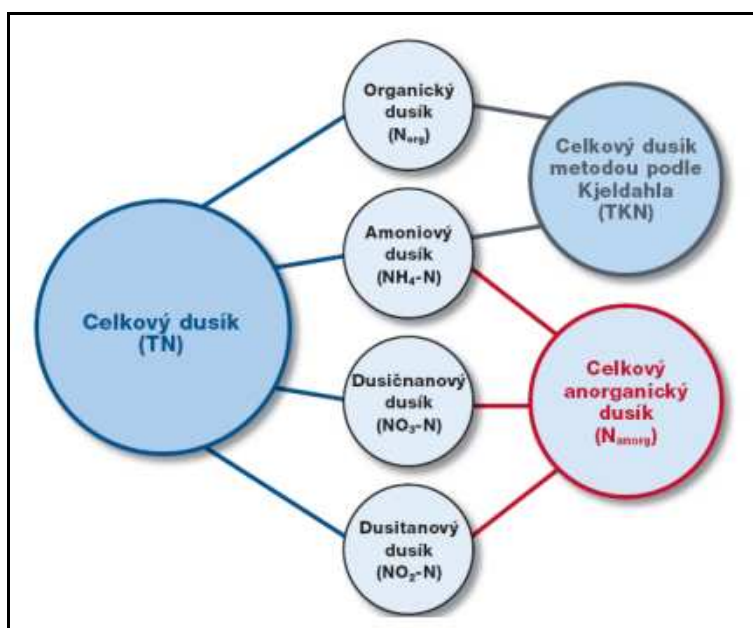 Organický
dusík
(Norg)
Celkový dusík
metodou podle
Kjeldahla
(TKN)
Amoniový
dusík
(NH₄-N)
Celkový dusík
(TN)
Dusičnanový
dusík
(NO₃-N)
Celkový
anorganický
dusík
(Nanorg)
Dusitanový
dusík
(NO₂-N)